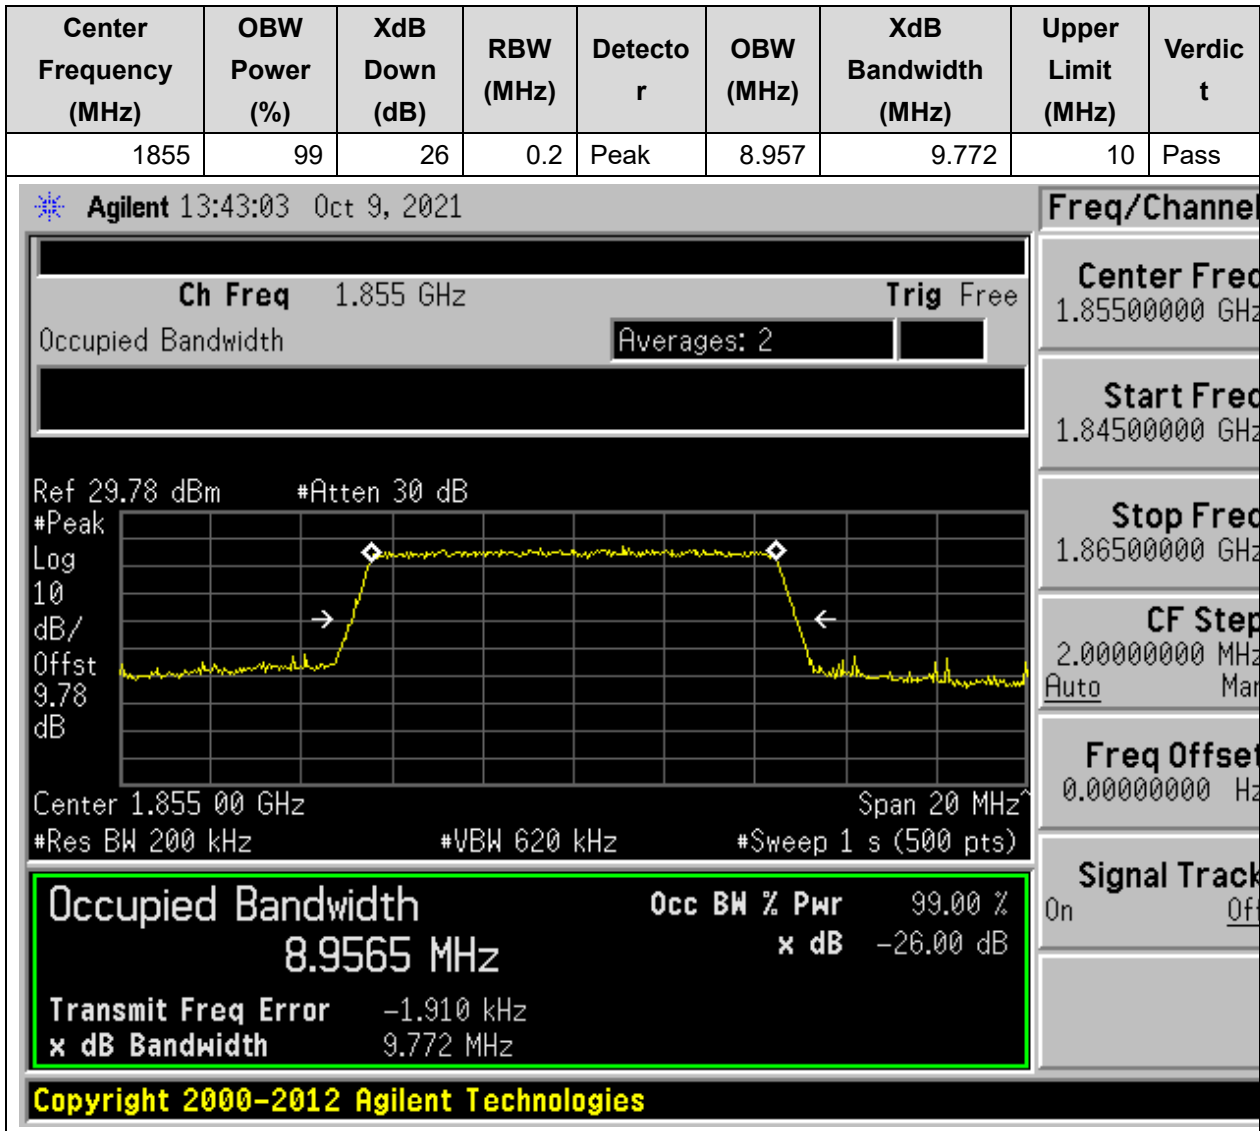 Center Frequency (MHz) OBW Power (%) XdB Down (dB) RBW (MHz) Detecto r OBW (MHz) XdB Bandwidth (MHz) Upper Limit (MHz) Verdic t
1855 99 26 0.2 Peak 8.957 9.772 10 Pass
Agilent 13:43:03 Oct 9, 2021
Freq/Channel
Ch Freq 1.855 GHz Trig Free
Occupied Bandwidth Averages: 2
Center Freq
1.85500000 GHz
Start Freq
1.84500000 GHz
Stop Freq
1.86500000 GHz
CF Step
2.00000000 MHz
Auto Man
Freq Offset
0.00000000 Hz
Signal Track
On Off
Ref 29.78 dBm #Atten 30 dB
#Peak
Log
10
dB/
Offst
9.78
dB
Center 1.855 00 GHz Span 20 MHz^
#Res BW 200 kHz #VBW 620 kHz #Sweep 1 s (500 pts)
Occupied Bandwidth Occ BW % Pwr 99.00 %
8.9565 MHz x dB -26.00 dB
Transmit Freq Error -1.910 kHz
x dB Bandwidth 9.772 MHz
Copyright 2000-2012 Agilent Technologies